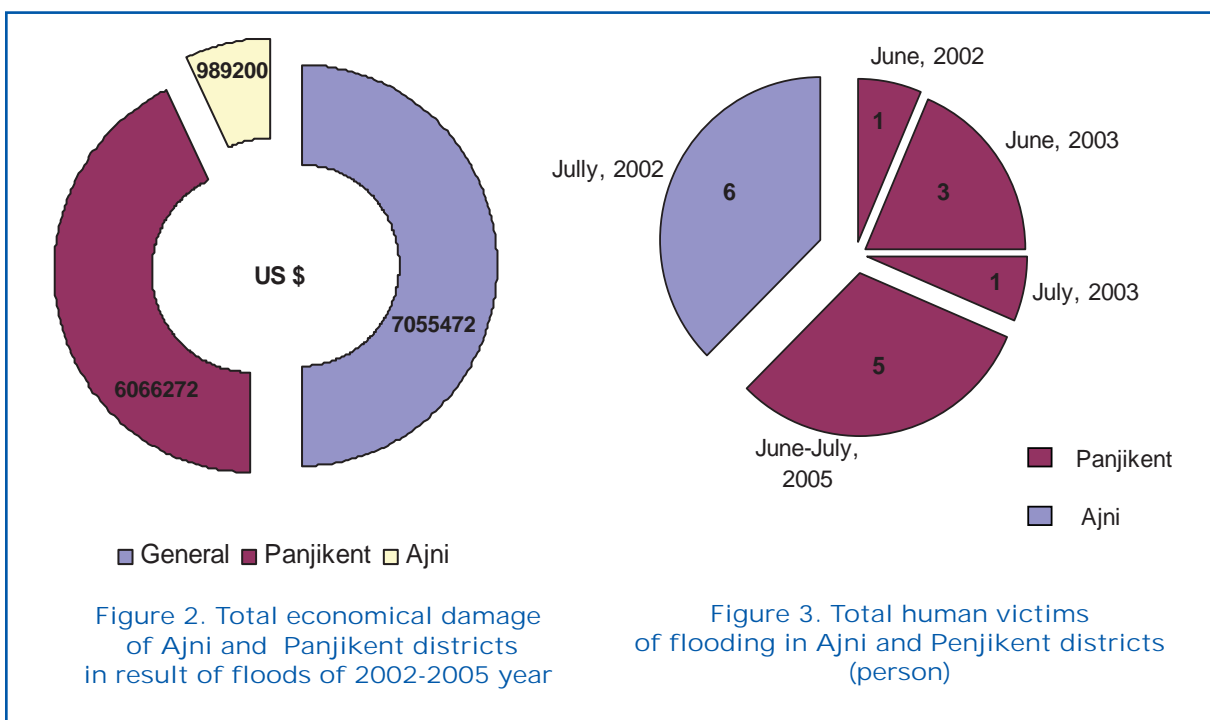 989200
US $
7055472
6066272
General Panjikent Ajni
Figure 2. Total economical damage
of Ajni and Panjikent districts
in result of floods of 2002-2005 year
June, 2002
1
June, 2003
Jully, 2002
6
3
1
July, 2003
5
June-July,
2005
Panjikent
Ajni
Figure 3. Total human victims
of flooding in Ajni and Penjikent districts
(person)